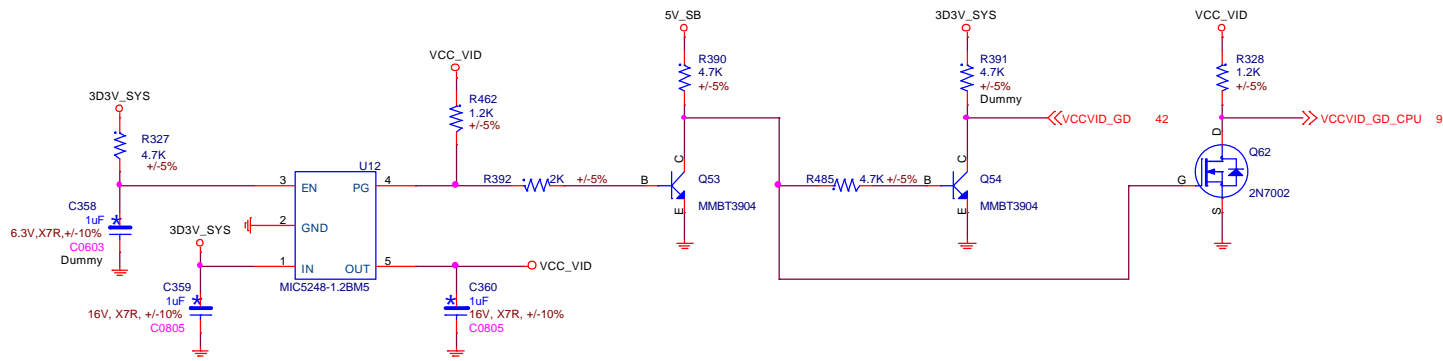 5V_SB
3D3V_SYS
VCC_VID
VCC_VID
R390
4.7K
+/-5%
R391
4.7K
+/-5%
Dummy
R328
1.2K
+/-5%
3D3V_SYS
R462
1.2K
+/-5%
R327
4.7K
+/-5%
VCCVID_GD 42
VCCVID_GD_CPU 9
U12
3 EN
PG 4
2 GND
1 IN
OUT 5
MIC5248-1.2BM5
R392 2K +/-5%
B
C
E
Q53
MMBT3904
R485 4.7K +/-5%
B
C
E
Q54
MMBT3904
D
G
S
Q62
2N7002
C358
1uF
6.3V,X7R,+/-10%
C0603
Dummy
3D3V_SYS
VCC_VID
C359
1uF
16V, X7R, +/-10%
C0805
C360
1uF
16V, X7R, +/-10%
C0805